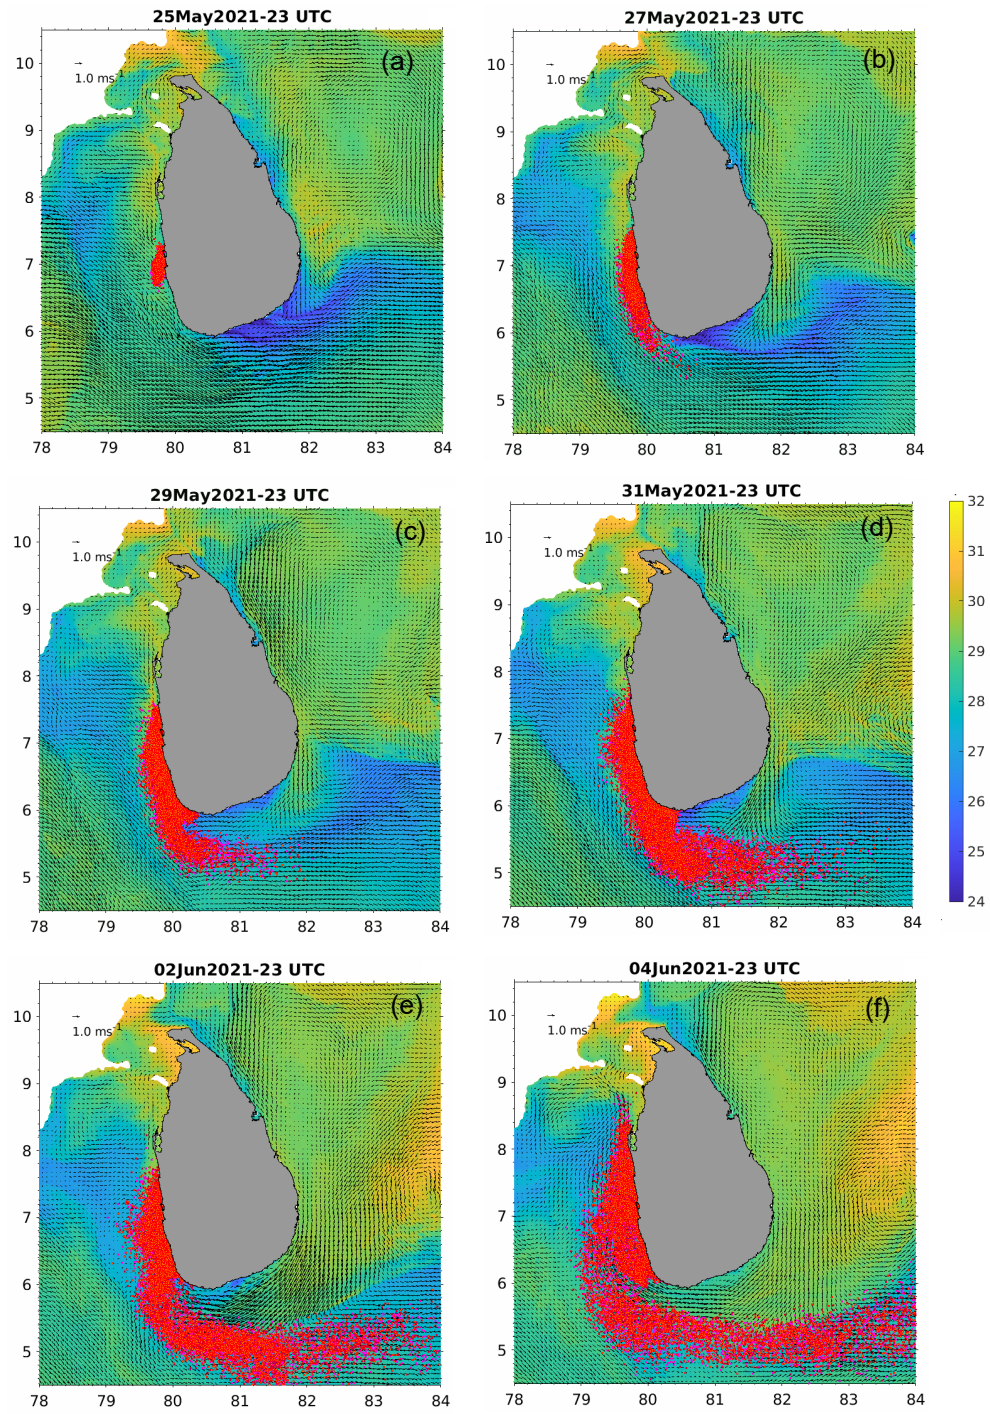 25May2021-23 UTC
(a)
1.0 ms-1
10
9
8
7
6
5
78 79 80 81 82 83 84
27May2021-23 UTC
(b)
1.0 ms-1
10
9
8
7
6
5
78 79 80 81 82 83 84
29May2021-23 UTC
(c)
1.0 ms-1
10
9
8
7
6
5
78 79 80 81 82 83 84
31May2021-23 UTC
(d)
1.0 ms-1
10
9
8
7
6
5
78 79 80 81 82 83 84
32
31
30
29
28
27
26
25
24
02Jun2021-23 UTC
(e)
1.0 ms-1
10
9
8
7
6
5
78 79 80 81 82 83 84
04Jun2021-23 UTC
(f)
1.0 ms-1
10
9
8
7
6
5
78 79 80 81 82 83 84